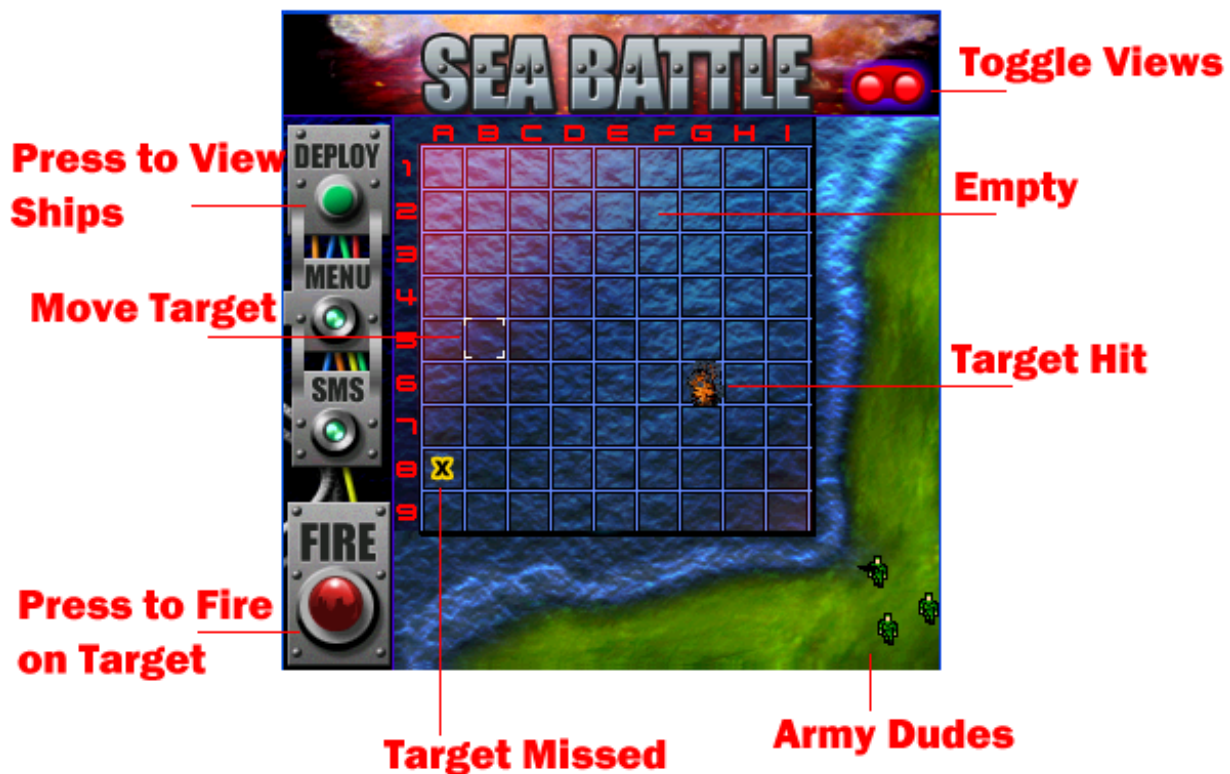 SEA BATTLE
Toggle Views
Press to View
Ships
DEPLOY
A B C D E F G H I
1
2
3
4
5
6
7
8
9
Empty
MENU
Move Target
Target Hit
SMS
X
FIRE
Press to Fire
on Target
Army Dudes
Target Missed